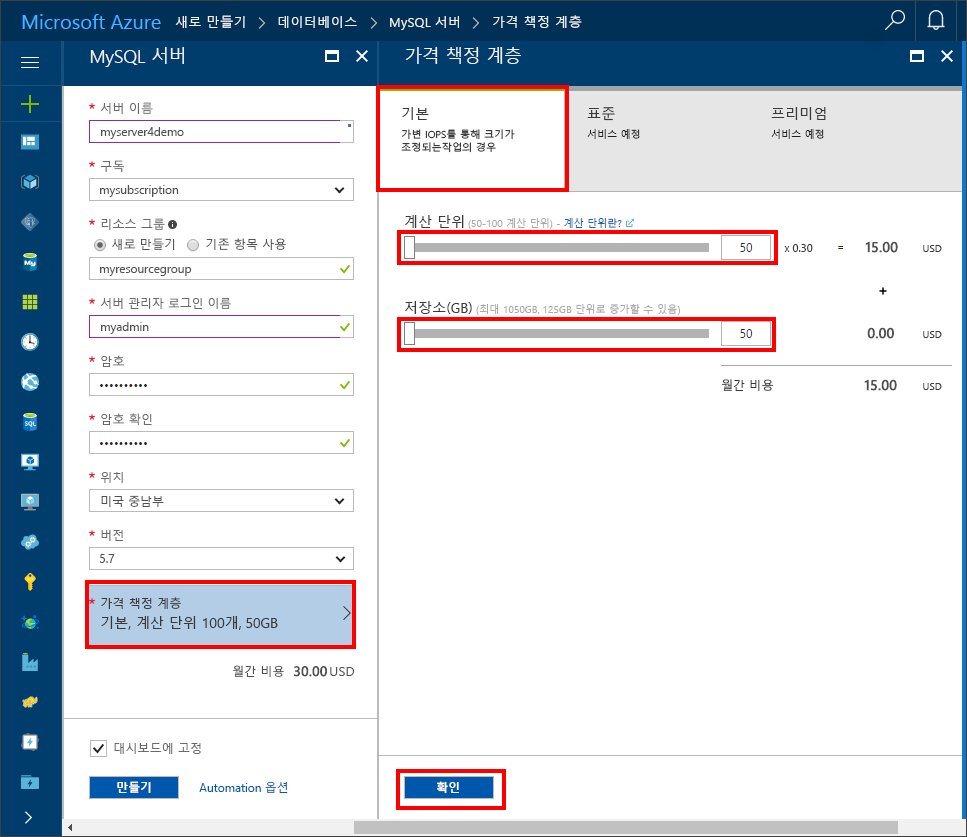 Microsoft Azure 새로 만들기 > 데이터베이스 > MySQL 서버 > 가격 책정 계층
MySQL 서버
* 서버 이름
myserver4demo
* 구독
mysubscription
* 리소스 그룹
새로 만들기 기존 항목 사용
myresourcegroup
* 서버 관리자 로그인 이름
myadmin
* 암호
••••••••••
* 암호 확인
••••••••••
* 위치
미국 중남부
* 버전
5.7
* 가격 책정 계층
기본, 계산 단위 100개, 50GB
월간 비용 30.00 USD
대시보드에 고정
만들기 Automation 옵션
가격 책정 계층
기본
가변 IOPS를 통해 크기가
조정되는작업의 경우
표준
서비스 예정
프리미엄
서비스 예정
계산 단위 (50-100 계산 단위) - 계산 단위란?
50 x 0.30 = 15.00 USD
+
저장소(GB) (최대 1050GB, 125GB 단위로 증가할 수 있음)
50 0.00 USD
월간 비용 15.00 USD
확인
My
SQL